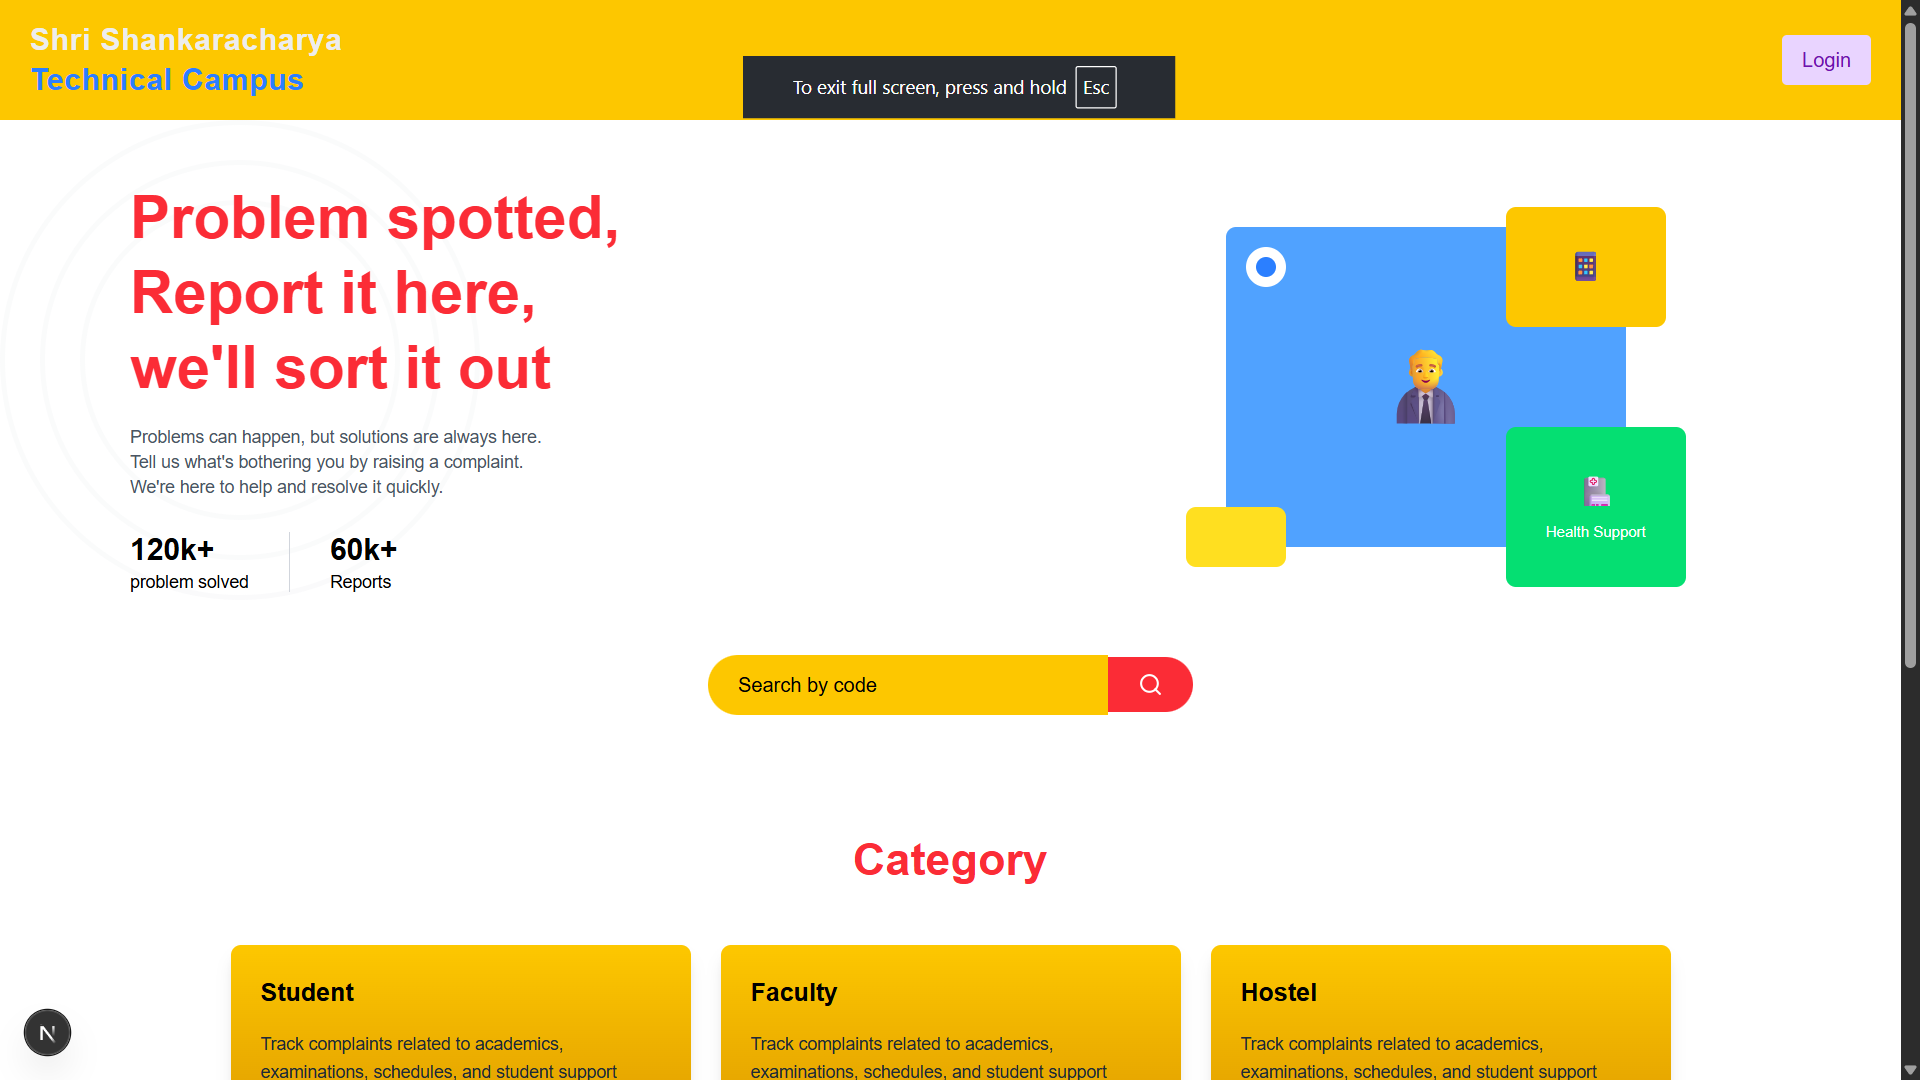 Shri Shankaracharya
Technical Campus
To exit full screen, press and hold Esc
Login
Problem spotted,
Report it here,
we'll sort it out
Problems can happen, but solutions are always here.
Tell us what's bothering you by raising a complaint.
We're here to help and resolve it quickly.
120k+
problem solved
60k+
Reports
Health Support
Search by code
Category
Student
Track complaints related to academics,
examinations, schedules, and student support
Faculty
Track complaints related to academics,
examinations, schedules, and student support
Hostel
Track complaints related to academics,
examinations, schedules, and student support
N